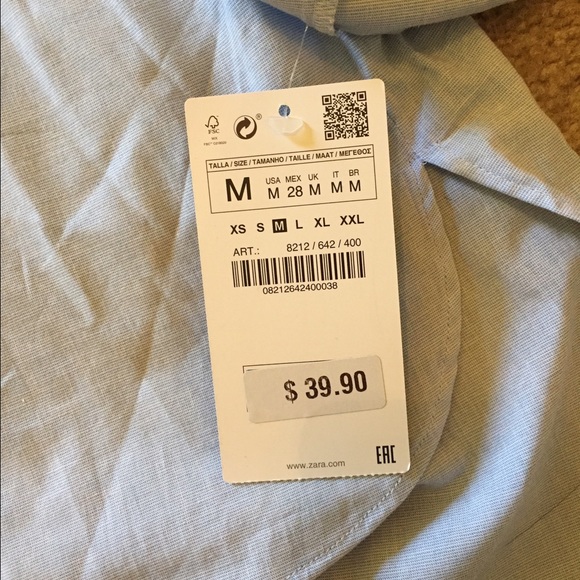 FSC
®
TALLA / SIZE / TAMANHO / TAILLE / MAAT / ΜΕΓΕΘΟΣ
M USA MEX UK IT BR
M 28 M M M
XS S M L XL XXL
ART.: 8212 / 642 / 400
08212642400038
$ 39.90
www.zara.com
EAC